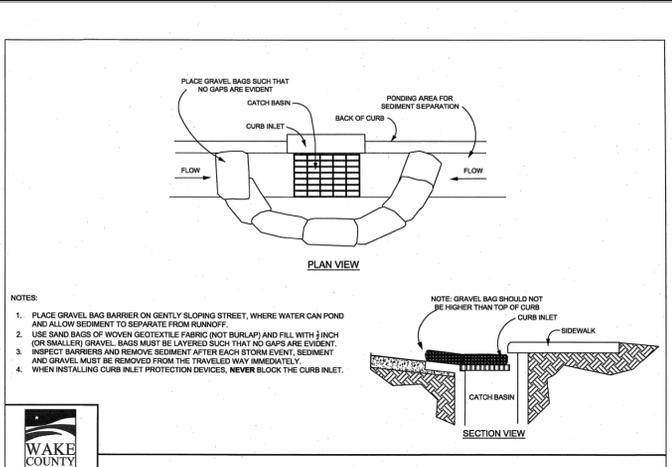 PLACE GRAVEL BAGS SUCH THAT
NO GAPS ARE EVIDENT
CATCH BASIN
PONDING AREA FOR
SEDIMENT SEPARATION
BACK OF CURB
CURB INLET
FLOW
FLOW
PLAN VIEW
NOTES:
1. PLACE GRAVEL BAG BARRIER ON GENTLY SLOPING STREET, WHERE WATER CAN POND
AND ALLOW SEDIMENT TO SEPARATE FROM RUNNOFF.
2. USE SAND BAGS OF WOVEN GEOTEXTILE FABRIC (NOT BURLAP) AND FILL WITH ½ INCH
(OR SMALLER) GRAVEL. BAGS MUST BE LAYERED SUCH THAT NO GAPS ARE EVIDENT.
3. INSPECT BARRIERS AND REMOVE SEDIMENT AFTER EACH STORM EVENT, SEDIMENT
AND GRAVEL MUST BE REMOVED FROM THE TRAVELED WAY IMMEDIATELY.
4. WHEN INSTALLING CURB INLET PROTECTION DEVICES, NEVER BLOCK THE CURB INLET.
NOTE: GRAVEL BAG SHOULD NOT
BE HIGHER THAN TOP OF CURB
CURB INLET
SIDEWALK
CATCH BASIN
SECTION VIEW
WAKE
COUNTY